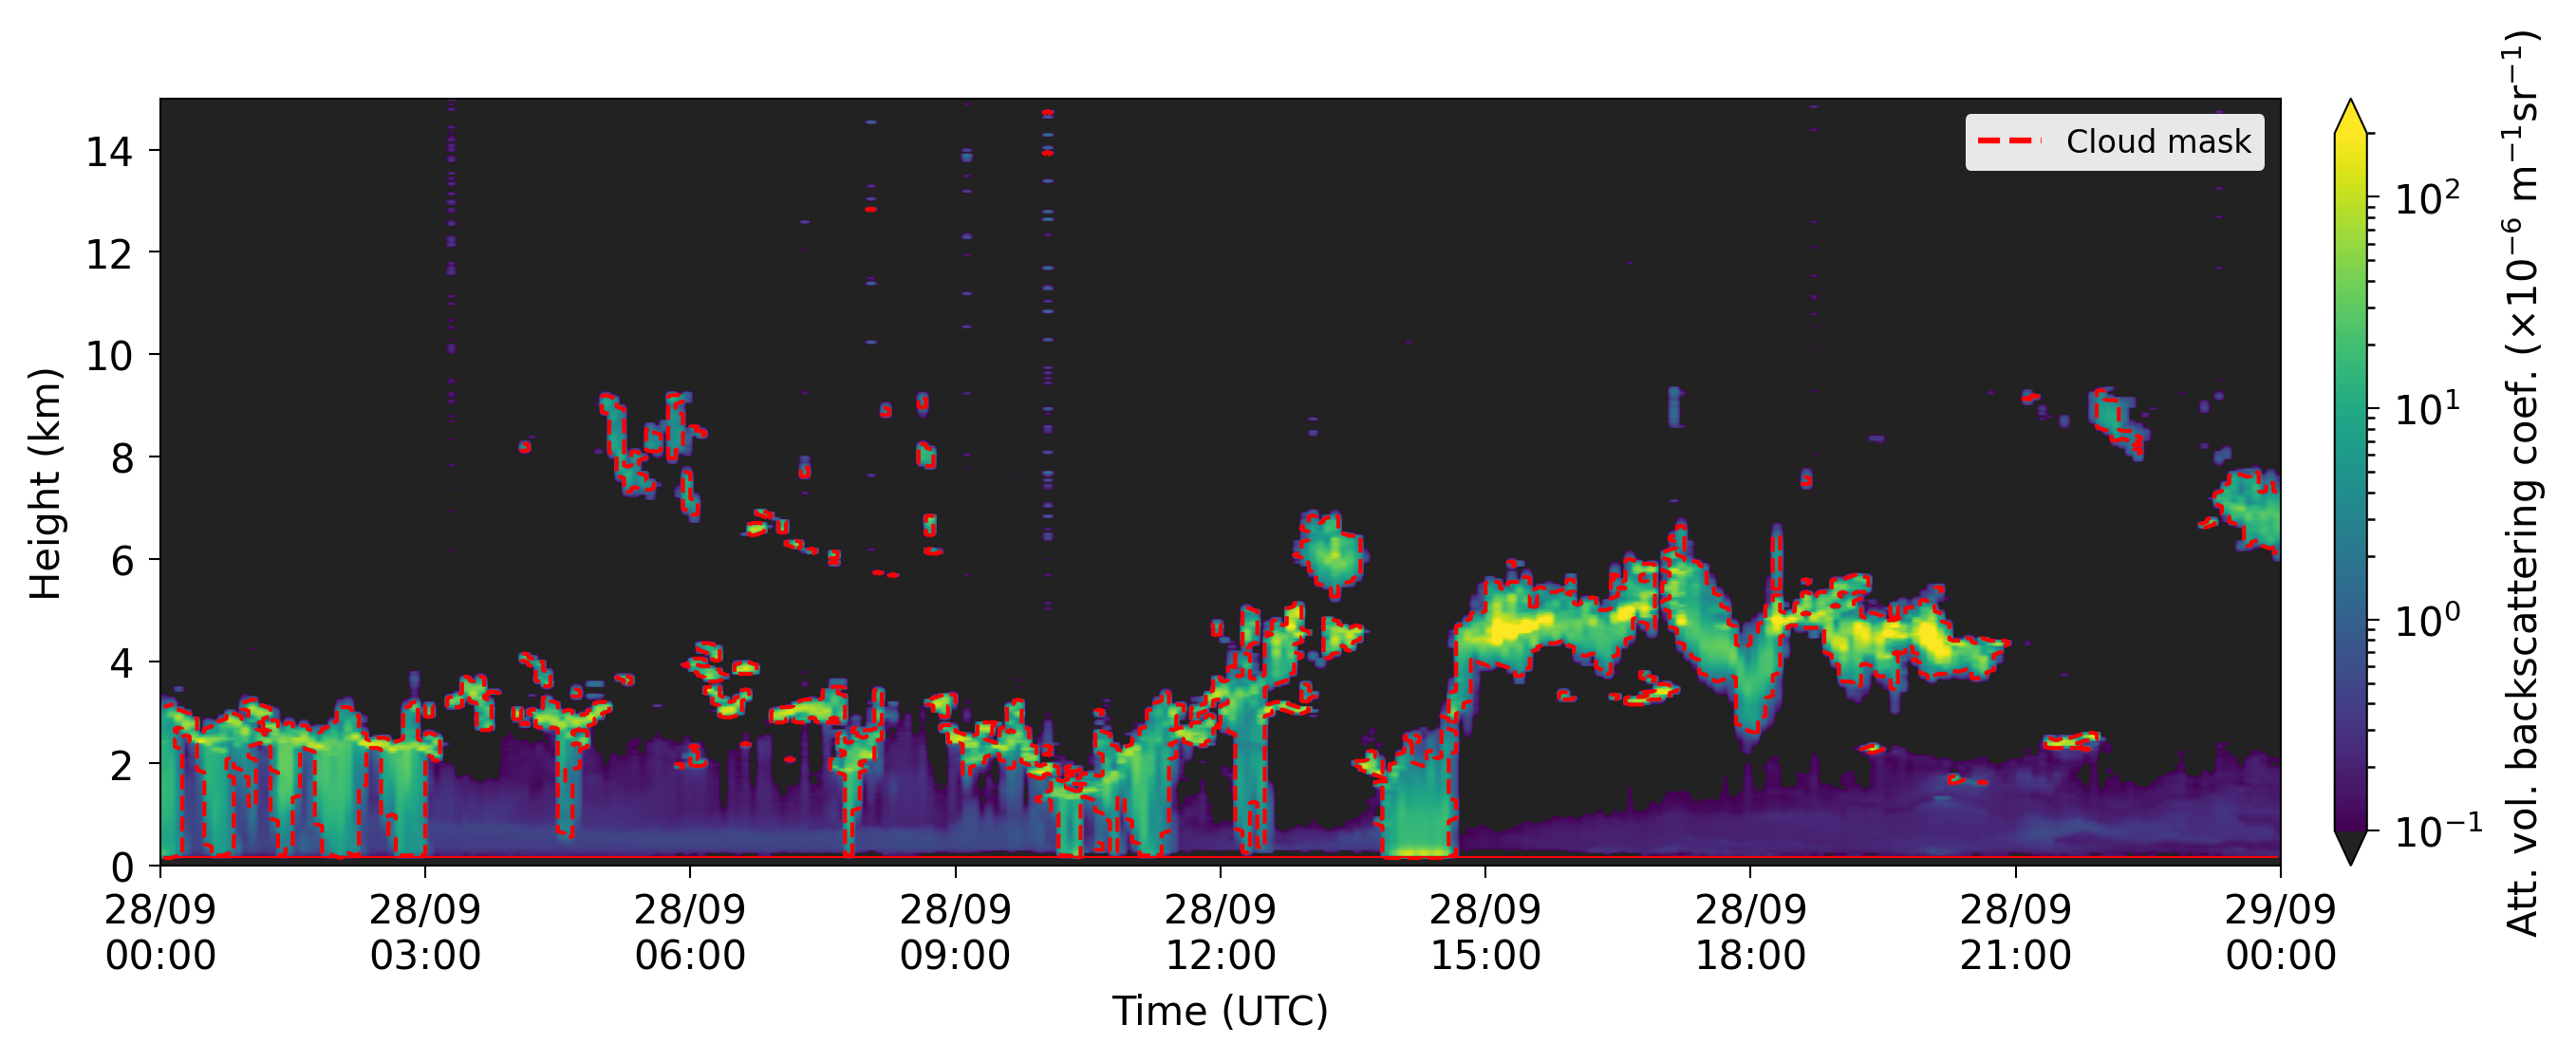 Cloud mask
14
12
10
8
6
4
2
0
Height (km)
28/09 28/09 28/09 28/09 28/09 28/09 28/09 28/09 29/09
00:00 03:00 06:00 09:00 12:00 15:00 18:00 21:00 00:00
Time (UTC)
10²
10¹
10⁰
10⁻¹
Att. vol. backscattering coef. (×10⁻⁶ m⁻¹sr⁻¹)